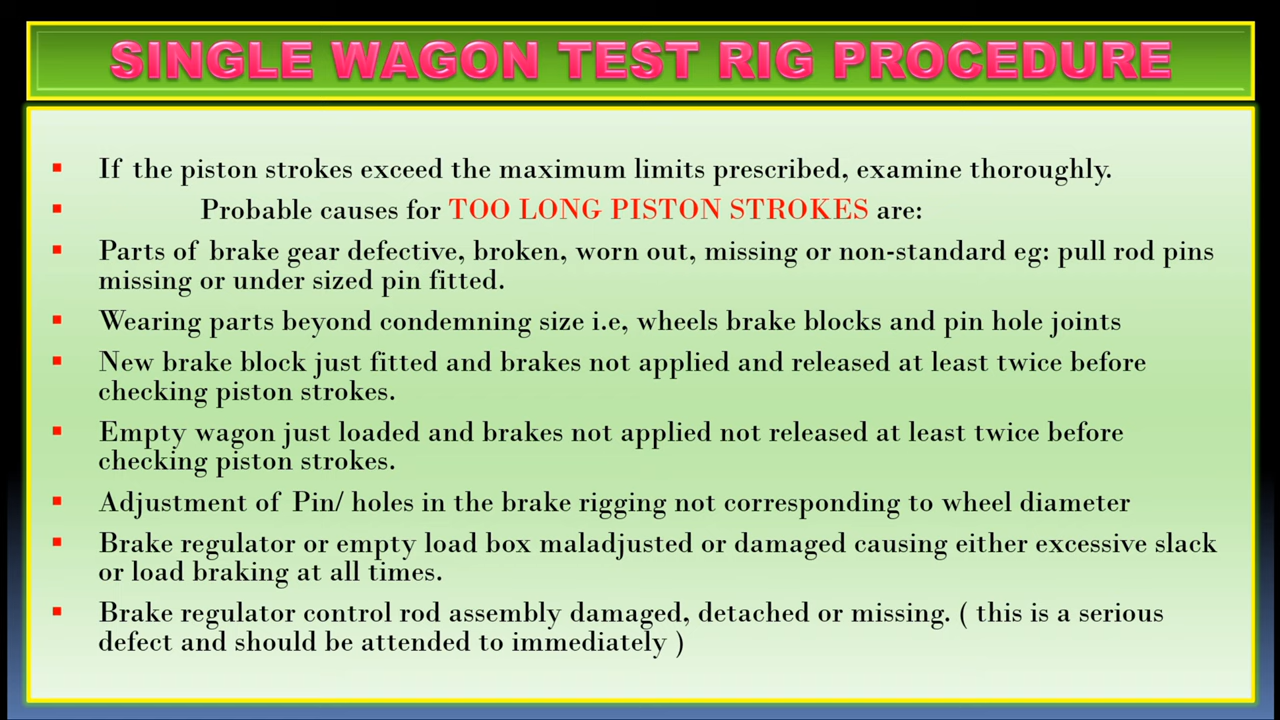 SINGLE WAGON TEST RIG PROCEDURE
If the piston strokes exceed the maximum limits prescribed, examine thoroughly.
Probable causes for TOO LONG PISTON STROKES are:
Parts of brake gear defective, broken, worn out, missing or non-standard eg: pull rod pins
missing or under sized pin fitted.
Wearing parts beyond condemning size i.e, wheels brake blocks and pin hole joints
New brake block just fitted and brakes not applied and released at least twice before
checking piston strokes.
Empty wagon just loaded and brakes not applied not released at least twice before
checking piston strokes.
Adjustment of Pin/ holes in the brake rigging not corresponding to wheel diameter
Brake regulator or empty load box maladjusted or damaged causing either excessive slack
or load braking at all times.
Brake regulator control rod assembly damaged, detached or missing. ( this is a serious
defect and should be attended to immediately )